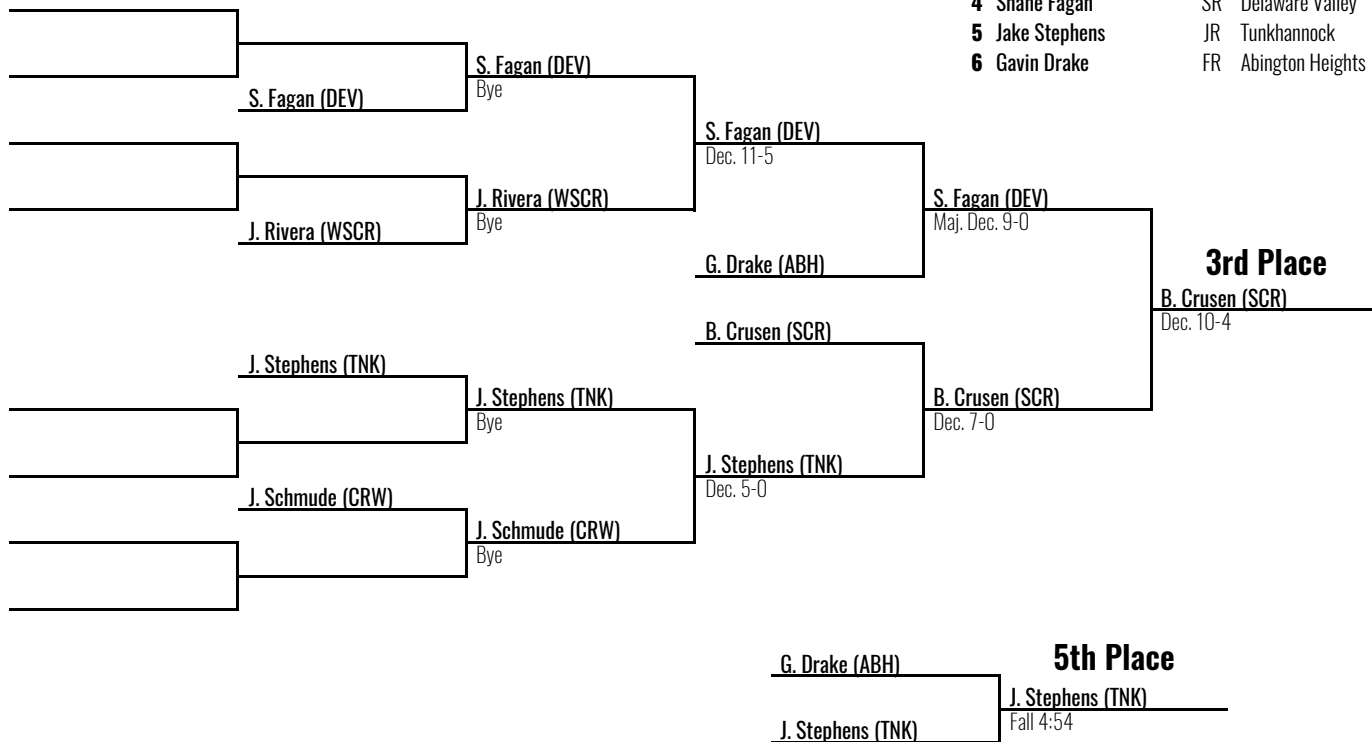 4 Shane Fagan SR Delaware Valley
5 Jake Stephens JR Tunkhannock
6 Gavin Drake FR Abington Heights
S. Fagan (DEV)
S. Fagan (DEV)
Bye
J. Rivera (WSCR)
J. Rivera (WSCR)
Bye
S. Fagan (DEV)
Dec. 11-5
G. Drake (ABH)
S. Fagan (DEV)
Maj. Dec. 9-0
3rd Place
B. Crusen (SCR)
Dec. 10-4
B. Crusen (SCR)
B. Crusen (SCR)
Dec. 7-0
J. Stephens (TNK)
J. Stephens (TNK)
Bye
J. Stephens (TNK)
Dec. 5-0
J. Schmude (CRW)
J. Schmude (CRW)
Bye
5th Place
G. Drake (ABH)
J. Stephens (TNK)
Fall 4:54
J. Stephens (TNK)